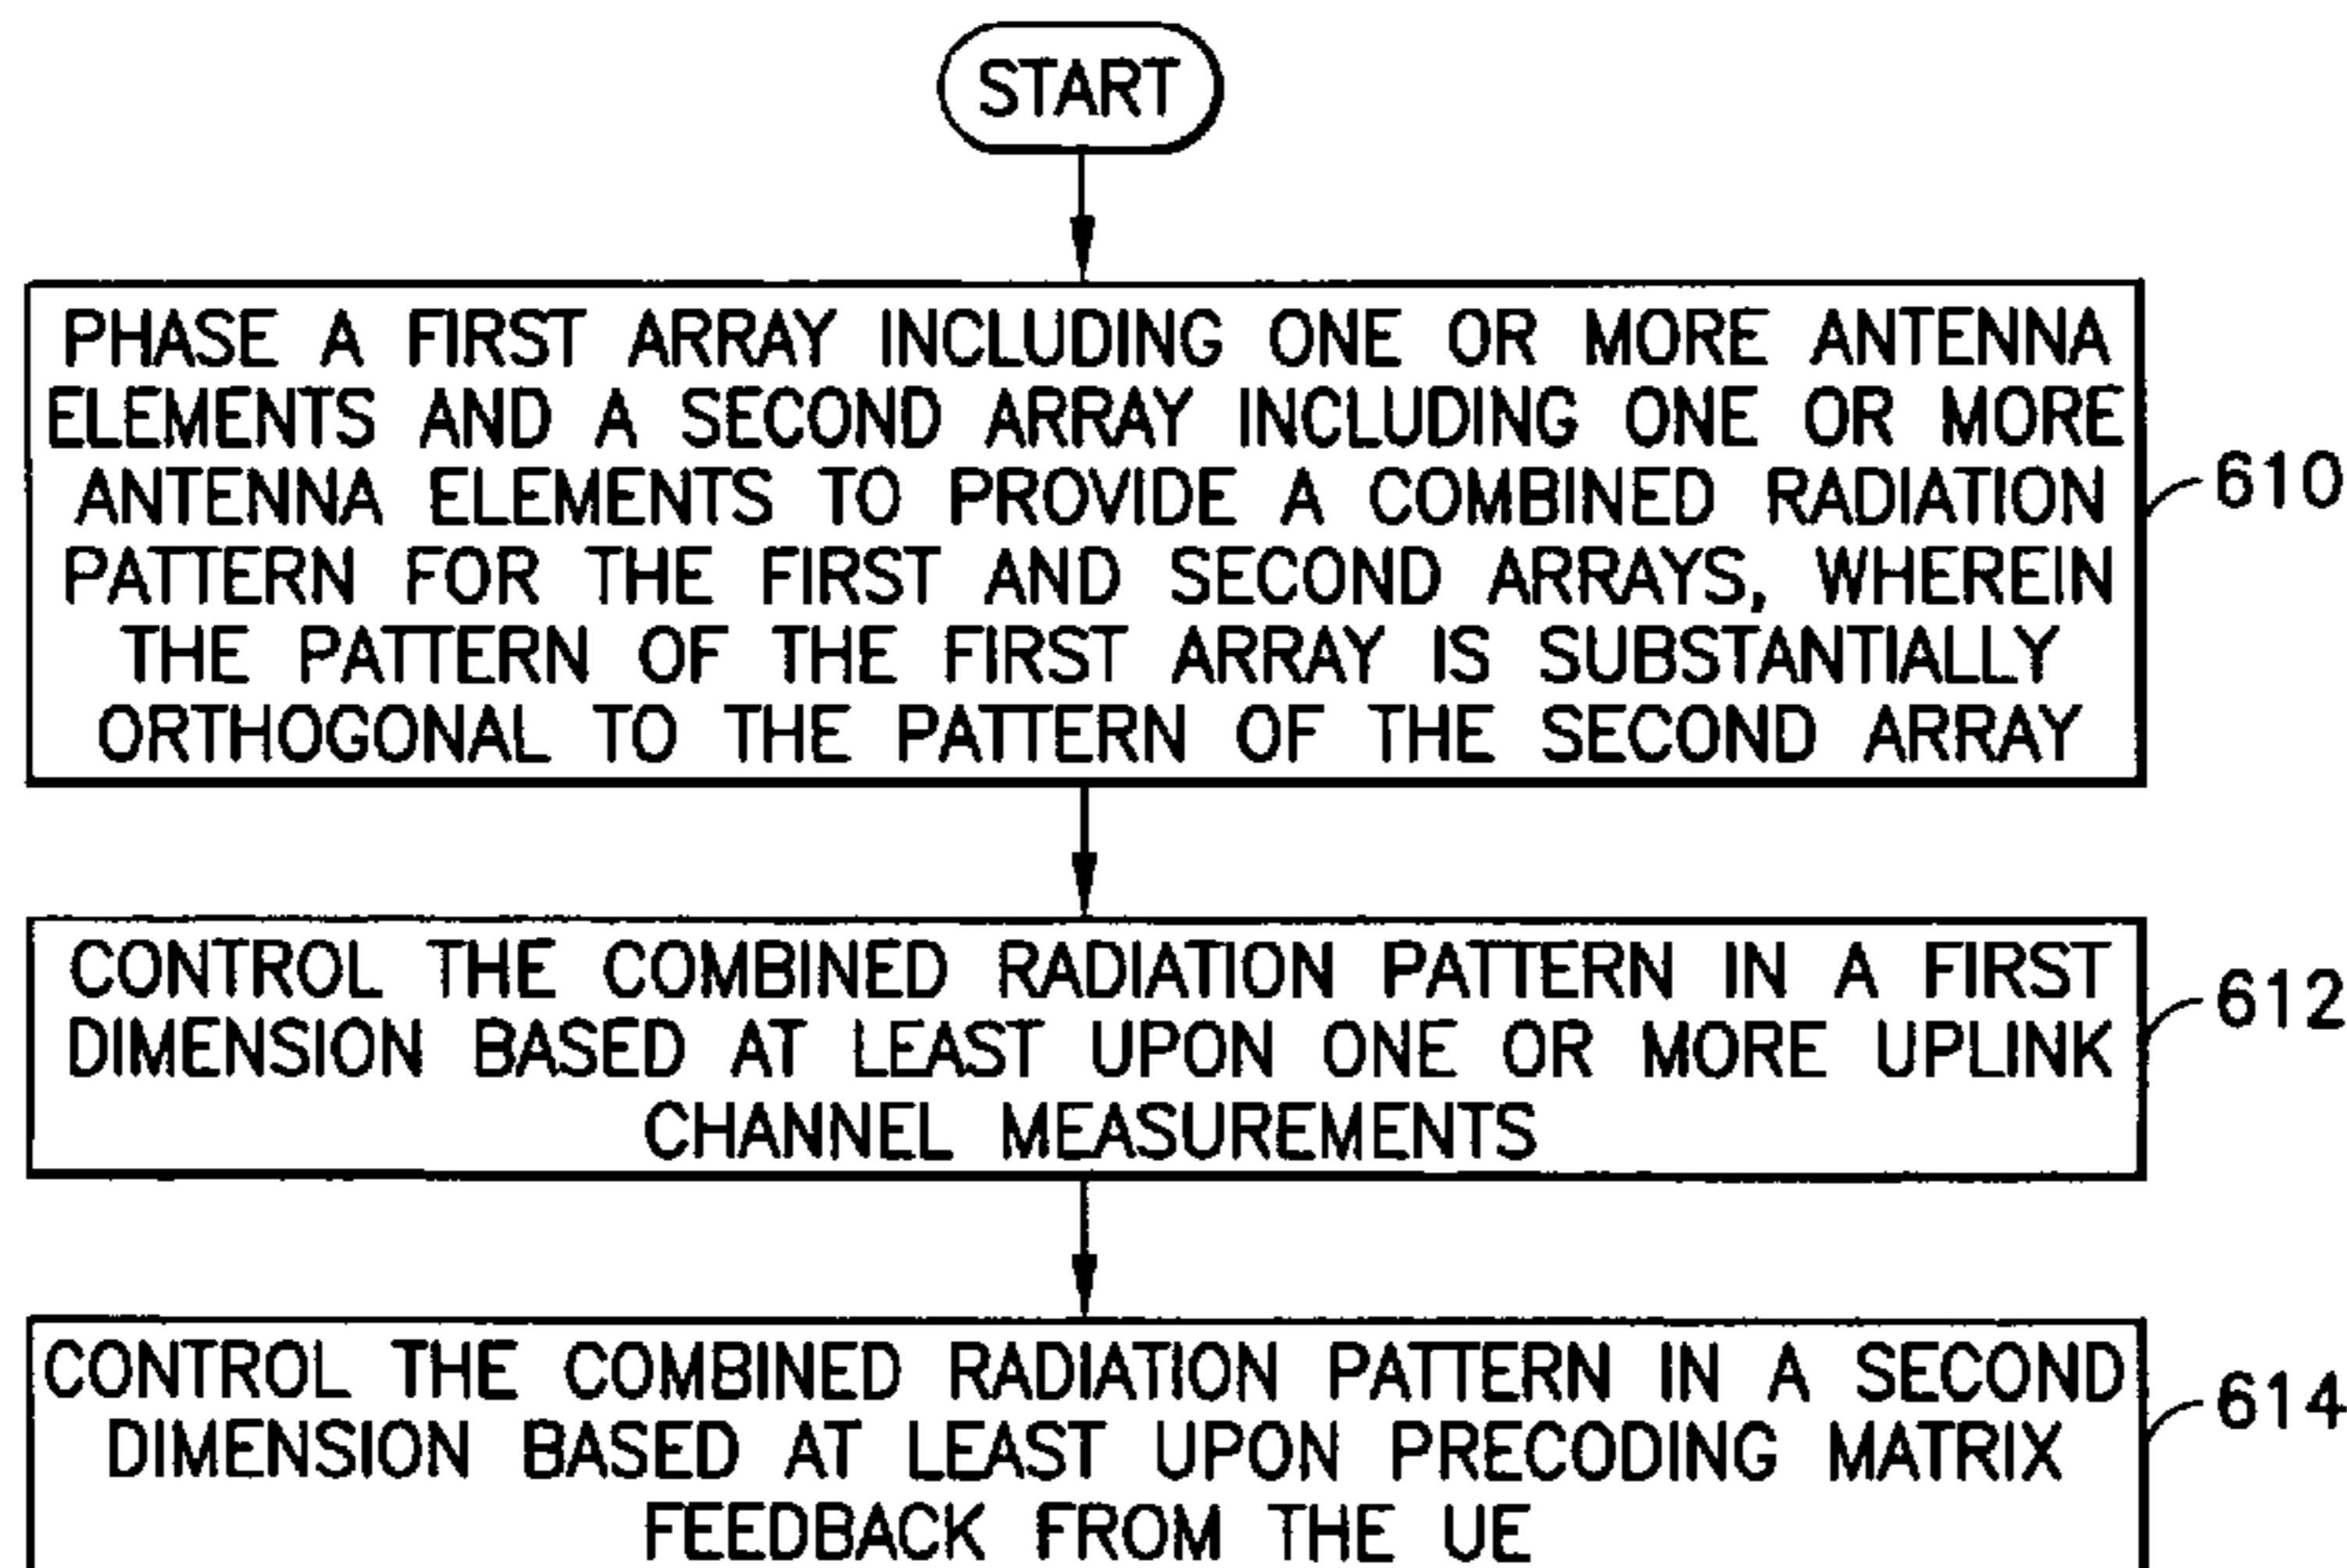 START
PHASE A FIRST ARRAY INCLUDING ONE OR MORE ANTENNA
ELEMENTS AND A SECOND ARRAY INCLUDING ONE OR MORE
ANTENNA ELEMENTS TO PROVIDE A COMBINED RADIATION
PATTERN FOR THE FIRST AND SECOND ARRAYS, WHEREIN
THE PATTERN OF THE FIRST ARRAY IS SUBSTANTIALLY
ORTHOGONAL TO THE PATTERN OF THE SECOND ARRAY
610
CONTROL THE COMBINED RADIATION PATTERN IN A FIRST
DIMENSION BASED AT LEAST UPON ONE OR MORE UPLINK
CHANNEL MEASUREMENTS
612
CONTROL THE COMBINED RADIATION PATTERN IN A SECOND
DIMENSION BASED AT LEAST UPON PRECODING MATRIX
FEEDBACK FROM THE UE
614